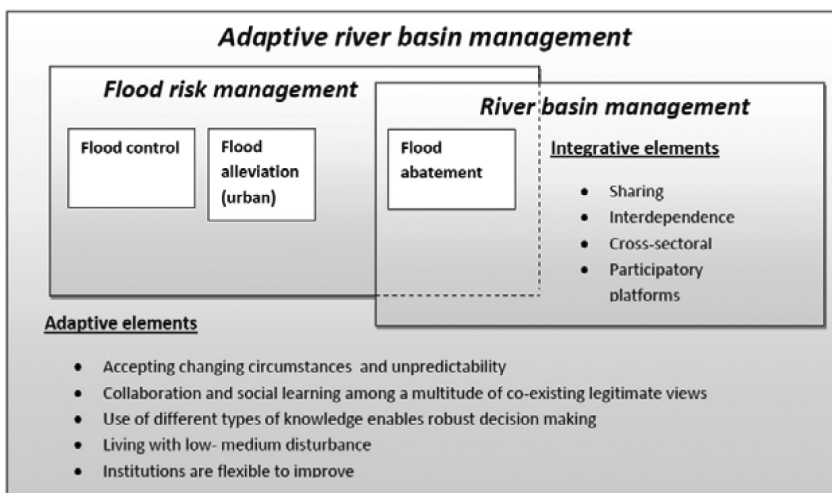 Adaptive river basin management
Flood risk management
River basin management
Flood control
Flood
alleviation
(urban)
Flood
abatement
Integrative elements
• Sharing
• Interdependence
• Cross-sectoral
• Participatory
platforms
Adaptive elements
• Accepting changing circumstances and unpredictability
• Collaboration and social learning among a multitude of co-existing legitimate views
• Use of different types of knowledge enables robust decision making
• Living with low- medium disturbance
• Institutions are flexible to improve